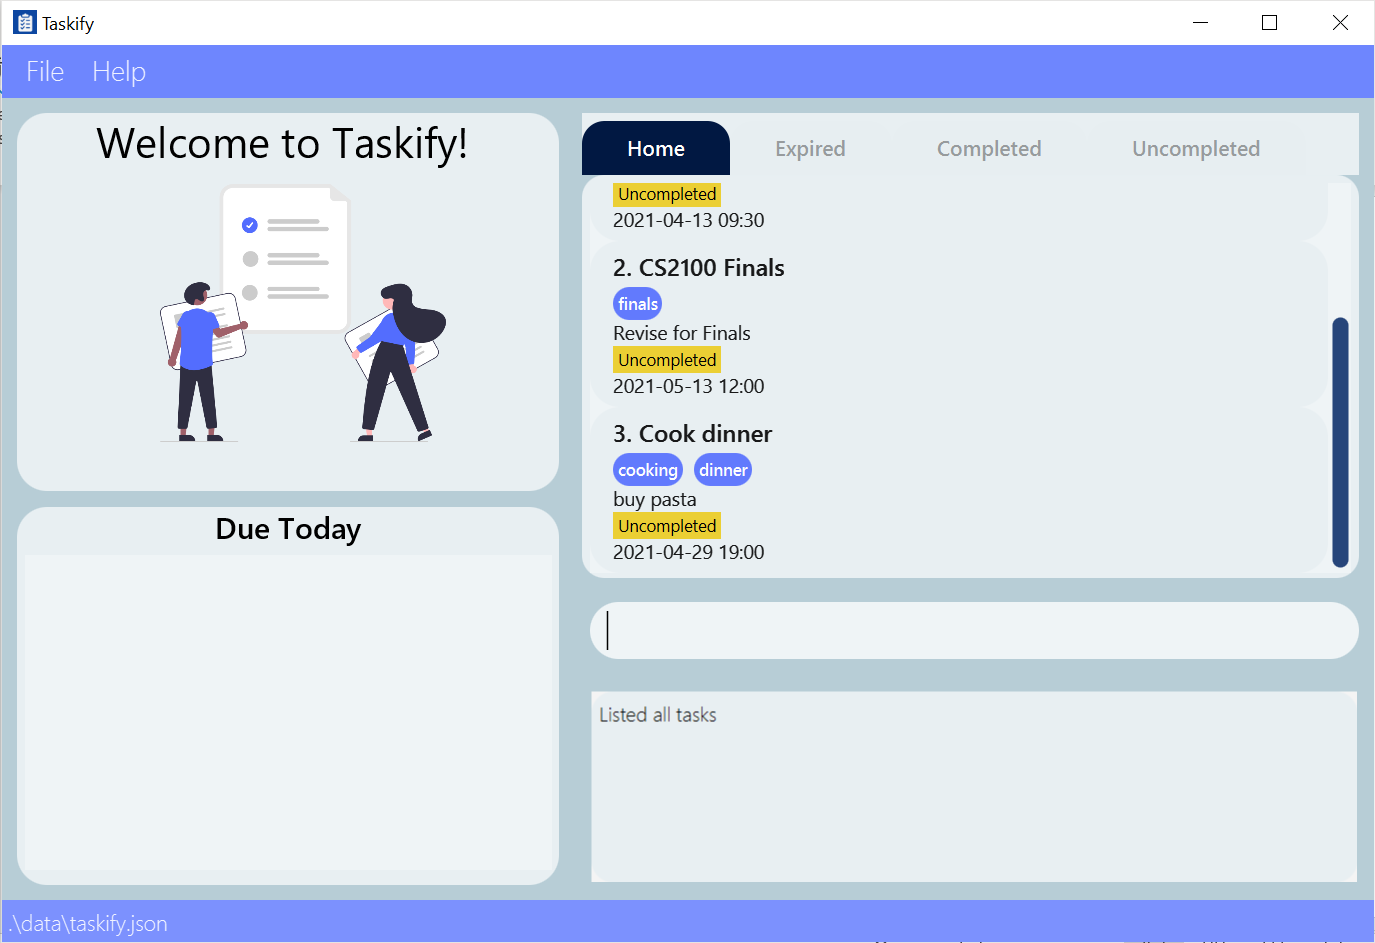 Taskify
File Help
Welcome to Taskify!
Due Today
Home Expired Completed Uncompleted
Uncompleted
2021-04-13 09:30
2. CS2100 Finals
finals
Revise for Finals
Uncompleted
2021-05-13 12:00
3. Cook dinner
cooking dinner
buy pasta
Uncompleted
2021-04-29 19:00
Listed all tasks
.\data\taskify.json